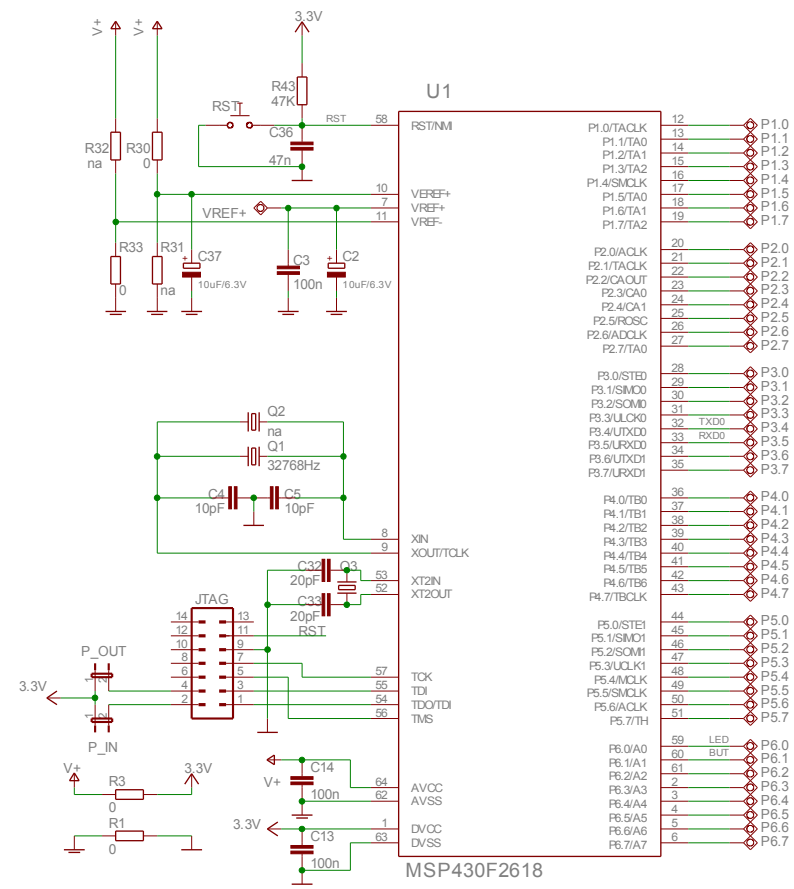 V+
V+
3.3V
R43
47K
U1
RST
RST
58
RST/NMI
C36
47n
R32
na
R30
0
10
VEREF+
VREF+
7
VREF+
11
VREF-
R33
0
R31
na
C37
10uF/6.3V
C3
100n
C2
10uF/6.3V
P1.0/TACLK 12 P1.0
P1.1/TA0 13 P1.1
P1.2/TA1 14 P1.2
P1.3/TA2 15 P1.3
P1.4/SMCLK 16 P1.4
P1.5/TA0 17 P1.5
P1.6/TA1 18 P1.6
P1.7/TA2 19 P1.7
P2.0/ACLK 20 P2.0
P2.1/TACLK 21 P2.1
P2.2/CAOUT 22 P2.2
P2.3/CA0 23 P2.3
P2.4/CA1 24 P2.4
P2.5/ROSC 25 P2.5
P2.6/ADCLK 26 P2.6
P2.7/TA0 27 P2.7
P3.0/STE0 28 P3.0
P3.1/SIMO0 29 P3.1
P3.2/SOMI0 30 P3.2
P3.3/ULCK0 31 P3.3
P3.4/UTXD0 32 TXD0 P3.4
P3.5/URXD0 33 RXD0 P3.5
P3.6/UTXD1 34 P3.6
P3.7/URXD1 35 P3.7
P4.0/TB0 36 P4.0
P4.1/TB1 37 P4.1
P4.2/TB2 38 P4.2
P4.3/TB3 39 P4.3
P4.4/TB4 40 P4.4
P4.5/TB5 41 P4.5
P4.6/TB6 42 P4.6
P4.7/TBCLK 43 P4.7
P5.0/STE1 44 P5.0
P5.1/SIMO1 45 P5.1
P5.2/SOMI1 46 P5.2
P5.3/UCLK1 47 P5.3
P5.4/MCLK 48 P5.4
P5.5/SMCLK 49 P5.5
P5.6/ACLK 50 P5.6
P5.7/TH 51 P5.7
P6.0/A0 59 LED P6.0
P6.1/A1 60 BUT P6.1
P6.2/A2 61 P6.2
P6.3/A3 2 P6.3
P6.4/A4 3 P6.4
P6.5/A5 4 P6.5
P6.6/A6 5 P6.6
P6.7/A7 6 P6.7
Q2
na
Q1
32768Hz
C4
10pF
C5
10pF
8 XIN
9 XOUT/TCLK
C32
20pF
Q3
53 XT2IN
52 XT2OUT
C33
20pF
JTAG
14 13
12 11
RST
10 9
8 7
6 5
4 3
2 1
P_OUT
1 2
3.3V
1 2
P_IN
57 TCK
55 TDI
54 TDO/TDI
56 TMS
V+
R3
0
3.3V
R1
0
V+
C14
100n
64 AVCC
62 AVSS
3.3V
C13
100n
1 DVCC
63 DVSS
MSP430F2618